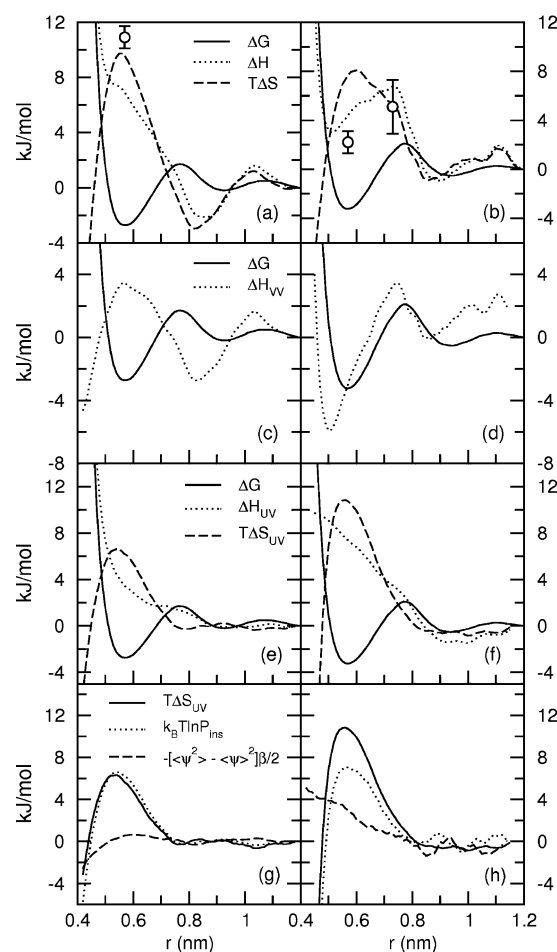 12
8
4
0
-4
kJ/mol
ΔG
ΔH
TΔS
(a)
12
8
4
0
-4
(b)
4
0
-4
-8
kJ/mol
ΔG
ΔH_VV
(c)
4
0
-4
-8
(d)
12
8
4
0
-4
kJ/mol
ΔG
ΔH_UV
TΔS_UV
(e)
12
8
4
0
-4
(f)
12
8
4
0
-4
kJ/mol
TΔS_UV
k_BTlnP_ins
-[<ψ²> - <ψ>²]β/2
(g)
12
8
4
0
-4
(h)
0.4 0.6 0.8 1 1.2 0.4 0.6 0.8 1 1.2
r (nm) r (nm)